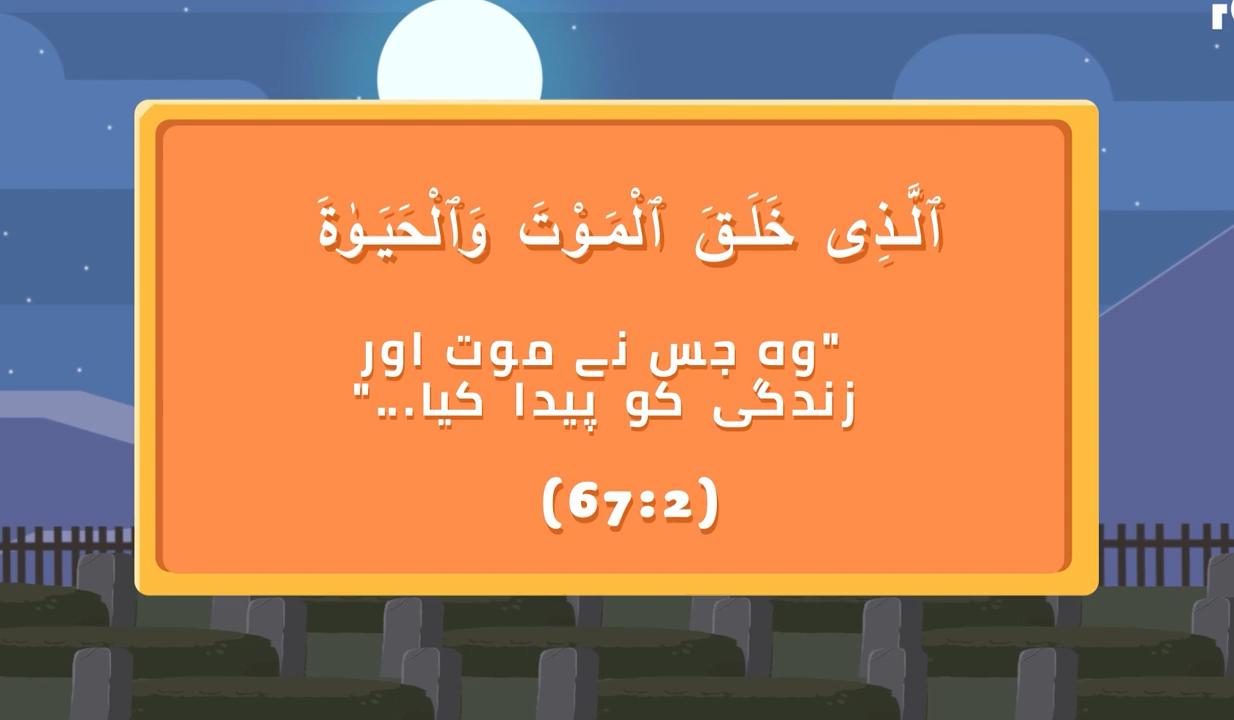 ٱلَّذِى خَلَقَ ٱلْمَوْتَ وَٱلْحَيَوٰةَ
"وہ جس نے موت اور
زندگی کو پیدا کیا..."
(67:2)